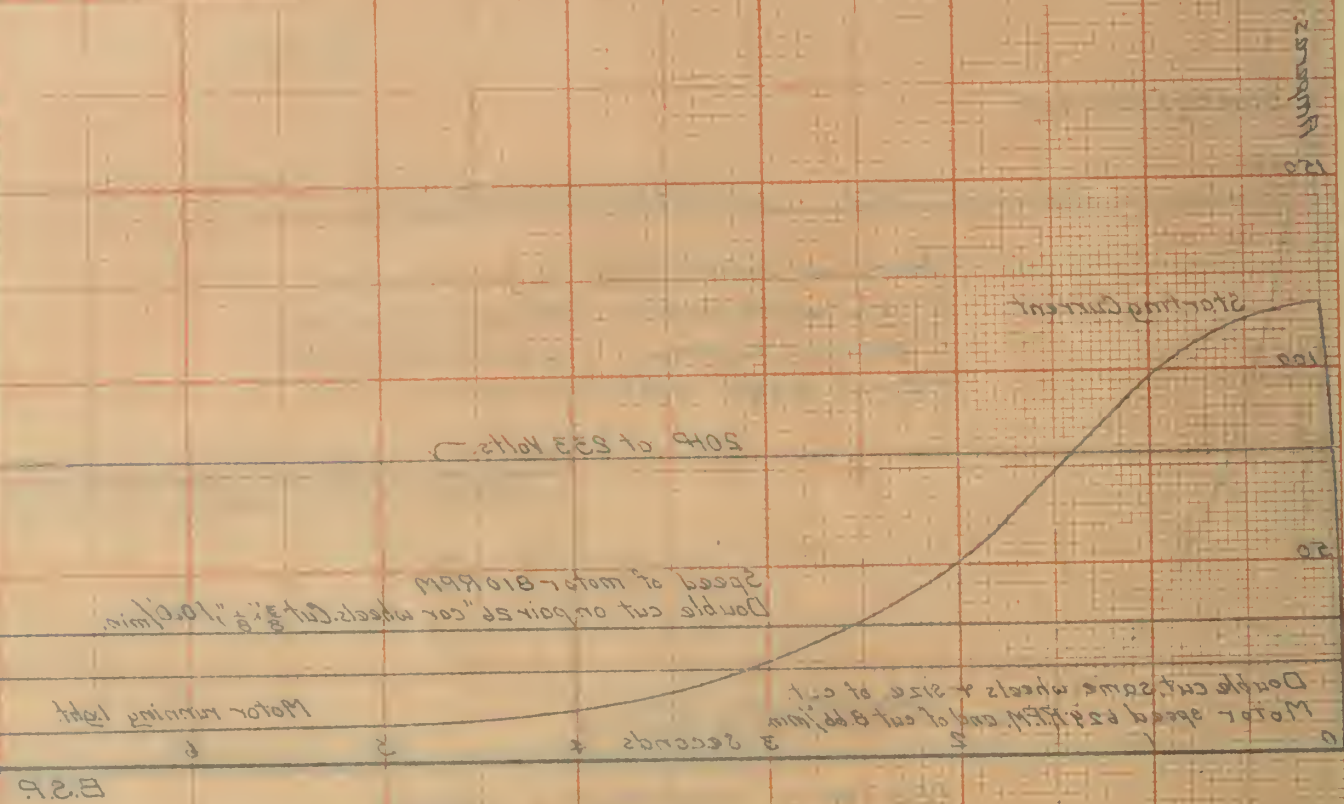 Amperes.
150
Starting Current
100
20HP at 233 Volts.
50
Speed of motor - 810 RPM
Double cut on pair 26" car wheels. Cut 3/8", 1/8", 10.0'/min.
Double cut, same wheels & size of cut
Motor speed 624 RPM, end of cut 8.66'/min
Motor running light.
0 1 2 3 Seconds 4 5 6
E.S.P.